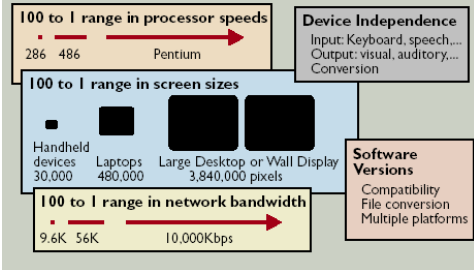 100 to 1 range in processor speeds
286 486 Pentium
Device Independence
Input: Keyboard, speech,...
Output: visual, auditory,...
Conversion
100 to 1 range in screen sizes
Handheld
devices
30,000
Laptops
480,000
Large Desktop or Wall Display
3,840,000 pixels
Software
Versions
Compatibility
File conversion
Multiple platforms
100 to 1 range in network bandwidth
9.6K 56K 10,000Kbps